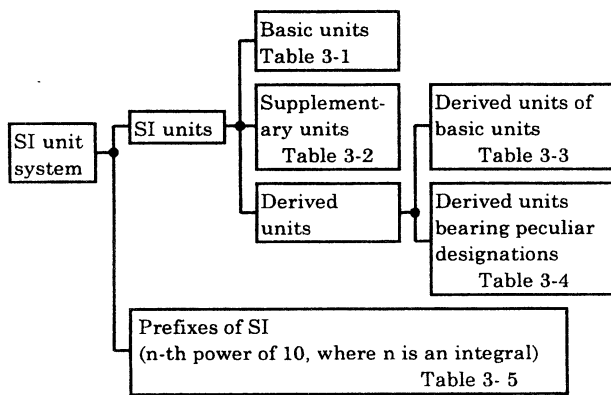 Basic units
Table 3-1
Supplement-
ary units
Table 3-2
Derived units of
basic units
Table 3-3
SI units
SI unit
system
Derived
units
Derived units
bearing peculiar
designations
Table 3-4
Prefixes of SI
(n-th power of 10, where n is an integral)
Table 3- 5